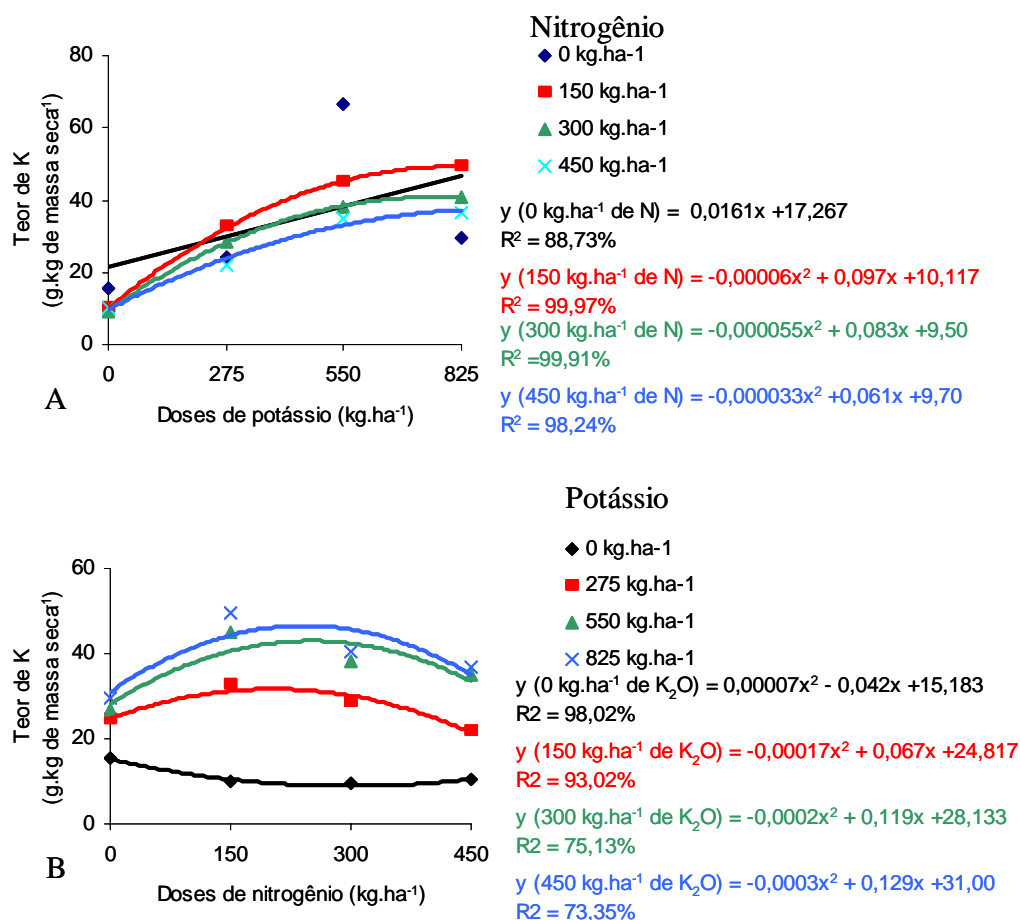 Nitrogênio
0 kg.ha-1
150 kg.ha-1
300 kg.ha-1
450 kg.ha-1
80
60
40
20
0
Teor de K
(g.kg de massa seca⁻¹)
0 275 550 825
Doses de potássio (kg.ha⁻¹)
A
y (0 kg.ha⁻¹ de N) = 0,0161x +17,267
R² = 88,73%
y (150 kg.ha⁻¹ de N) = -0,00006x² + 0,097x +10,117
R² = 99,97%
y (300 kg.ha⁻¹ de N) = -0,000055x² + 0,083x +9,50
R² =99,91%
y (450 kg.ha⁻¹ de N) = -0,000033x² +0,061x +9,70
R² = 98,24%
Potássio
0 kg.ha-1
275 kg.ha-1
550 kg.ha-1
825 kg.ha-1
60
40
20
0
Teor de K
(g.kg de massa seca⁻¹)
0 150 300 450
Doses de nitrogênio (kg.ha⁻¹)
B
y (0 kg.ha⁻¹ de K₂O) = 0,00007x² - 0,042x +15,183
R2 = 98,02%
y (150 kg.ha⁻¹ de K₂O) = -0,00017x² + 0,067x +24,817
R2 = 93,02%
y (300 kg.ha⁻¹ de K₂O) = -0,0002x² + 0,119x +28,133
R2 = 75,13%
y (450 kg.ha⁻¹ de K₂O) = -0,0003x² + 0,129x +31,00
R2 = 73,35%